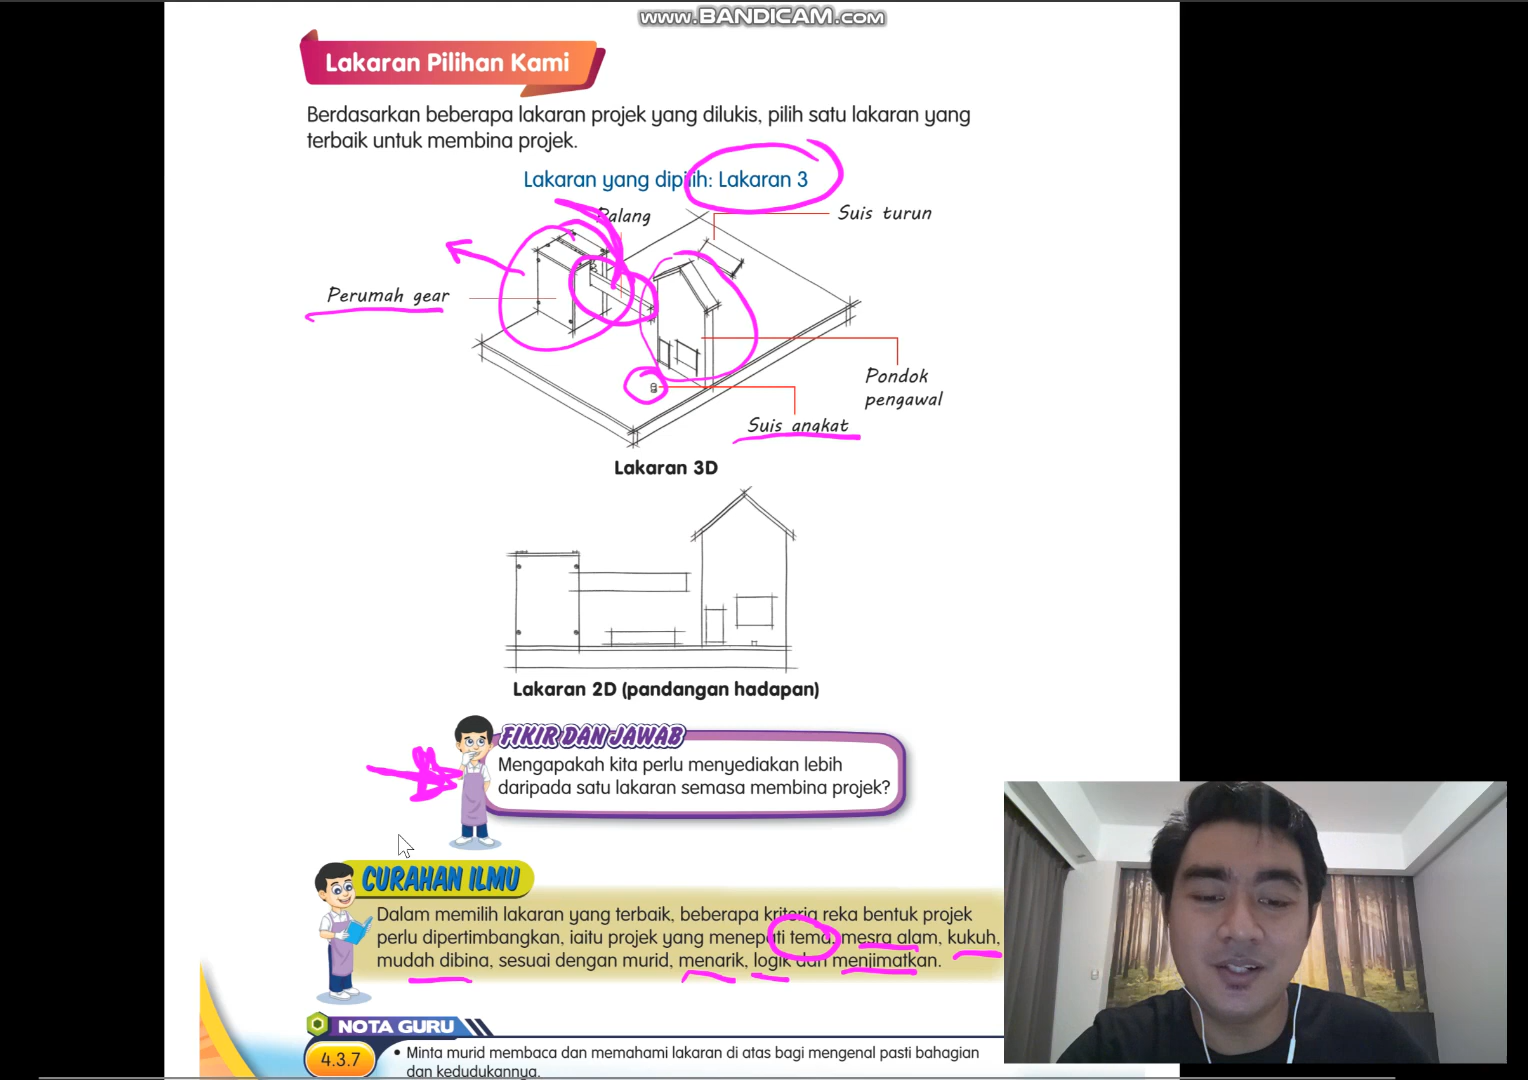 www.BANDICAM.com
Lakaran Pilihan Kami
Berdasarkan beberapa lakaran projek yang dilukis, pilih satu lakaran yang
terbaik untuk membina projek.
Lakaran yang dipilih: Lakaran 3
Palang
Suis turun
Perumah gear
Pondok
pengawal
Suis angkat
Lakaran 3D
Lakaran 2D (pandangan hadapan)
FIKIR DAN JAWAB
Mengapakah kita perlu menyediakan lebih
daripada satu lakaran semasa membina projek?
CURAHAN ILMU
Dalam memilih lakaran yang terbaik, beberapa kriteria reka bentuk projek
perlu dipertimbangkan, iaitu projek yang menepati tema, mesra alam, kukuh,
mudah dibina, sesuai dengan murid, menarik, logik dan menjimatkan.
NOTA GURU
4.3.7
• Minta murid membaca dan memahami lakaran di atas bagi mengenal pasti bahagian
dan kedudukannya.